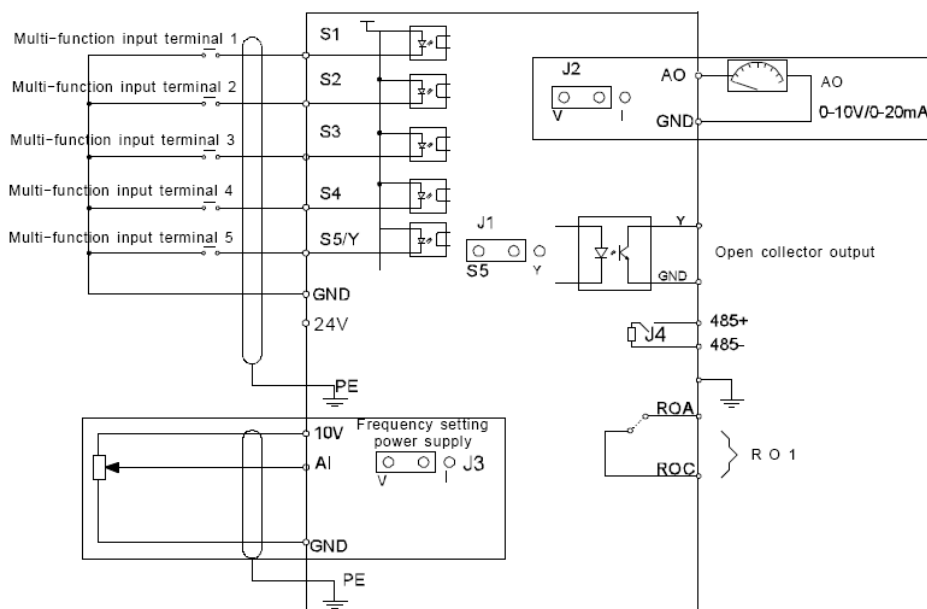 Multi-function input terminal 1
S1
Multi-function input terminal 2
S2
Multi-function input terminal 3
S3
Multi-function input terminal 4
S4
Multi-function input terminal 5
S5/Y
GND
24V
PE
J1
S5
Y
J2
V
I
AO
GND
AO
0-10V/0-20mA
Y
GND
Open collector output
J4
485+
485-
ROA
ROC
RO1
10V
AI
GND
Frequency setting
power supply
V
I
J3
PE